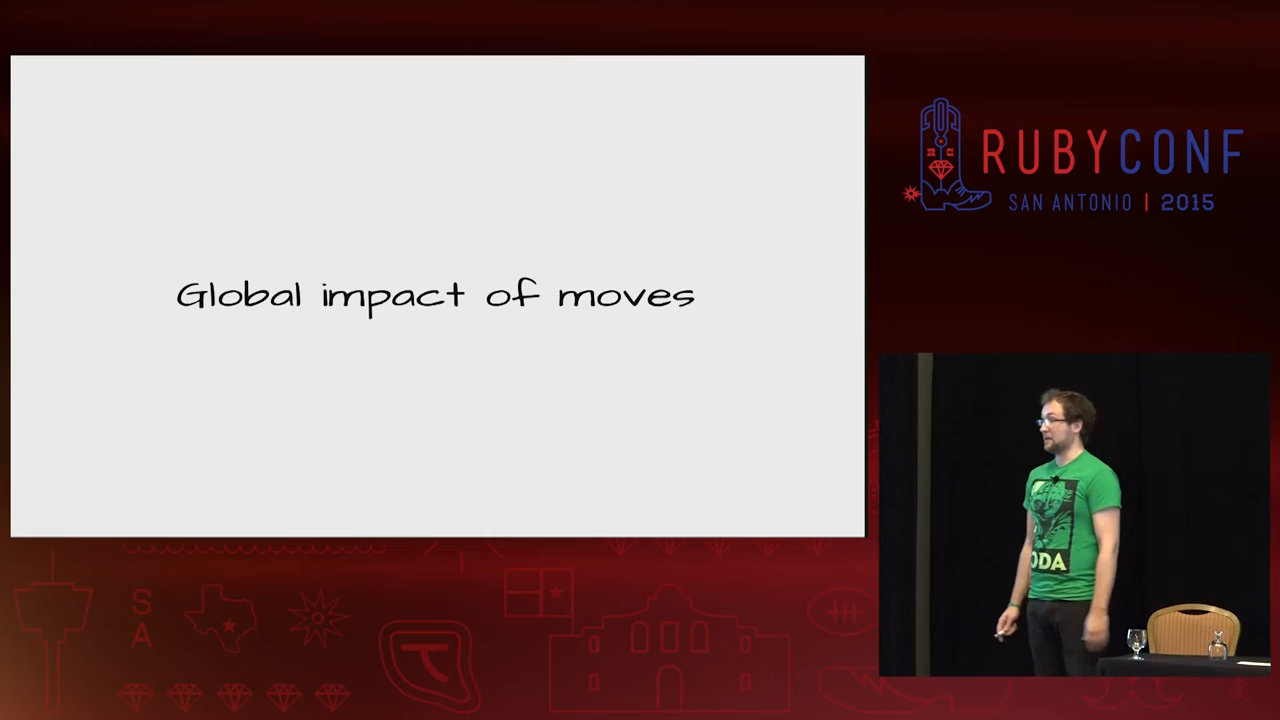 Global impact of moves
RUBYCONF
SAN ANTONIO | 2015
ODA
S
A